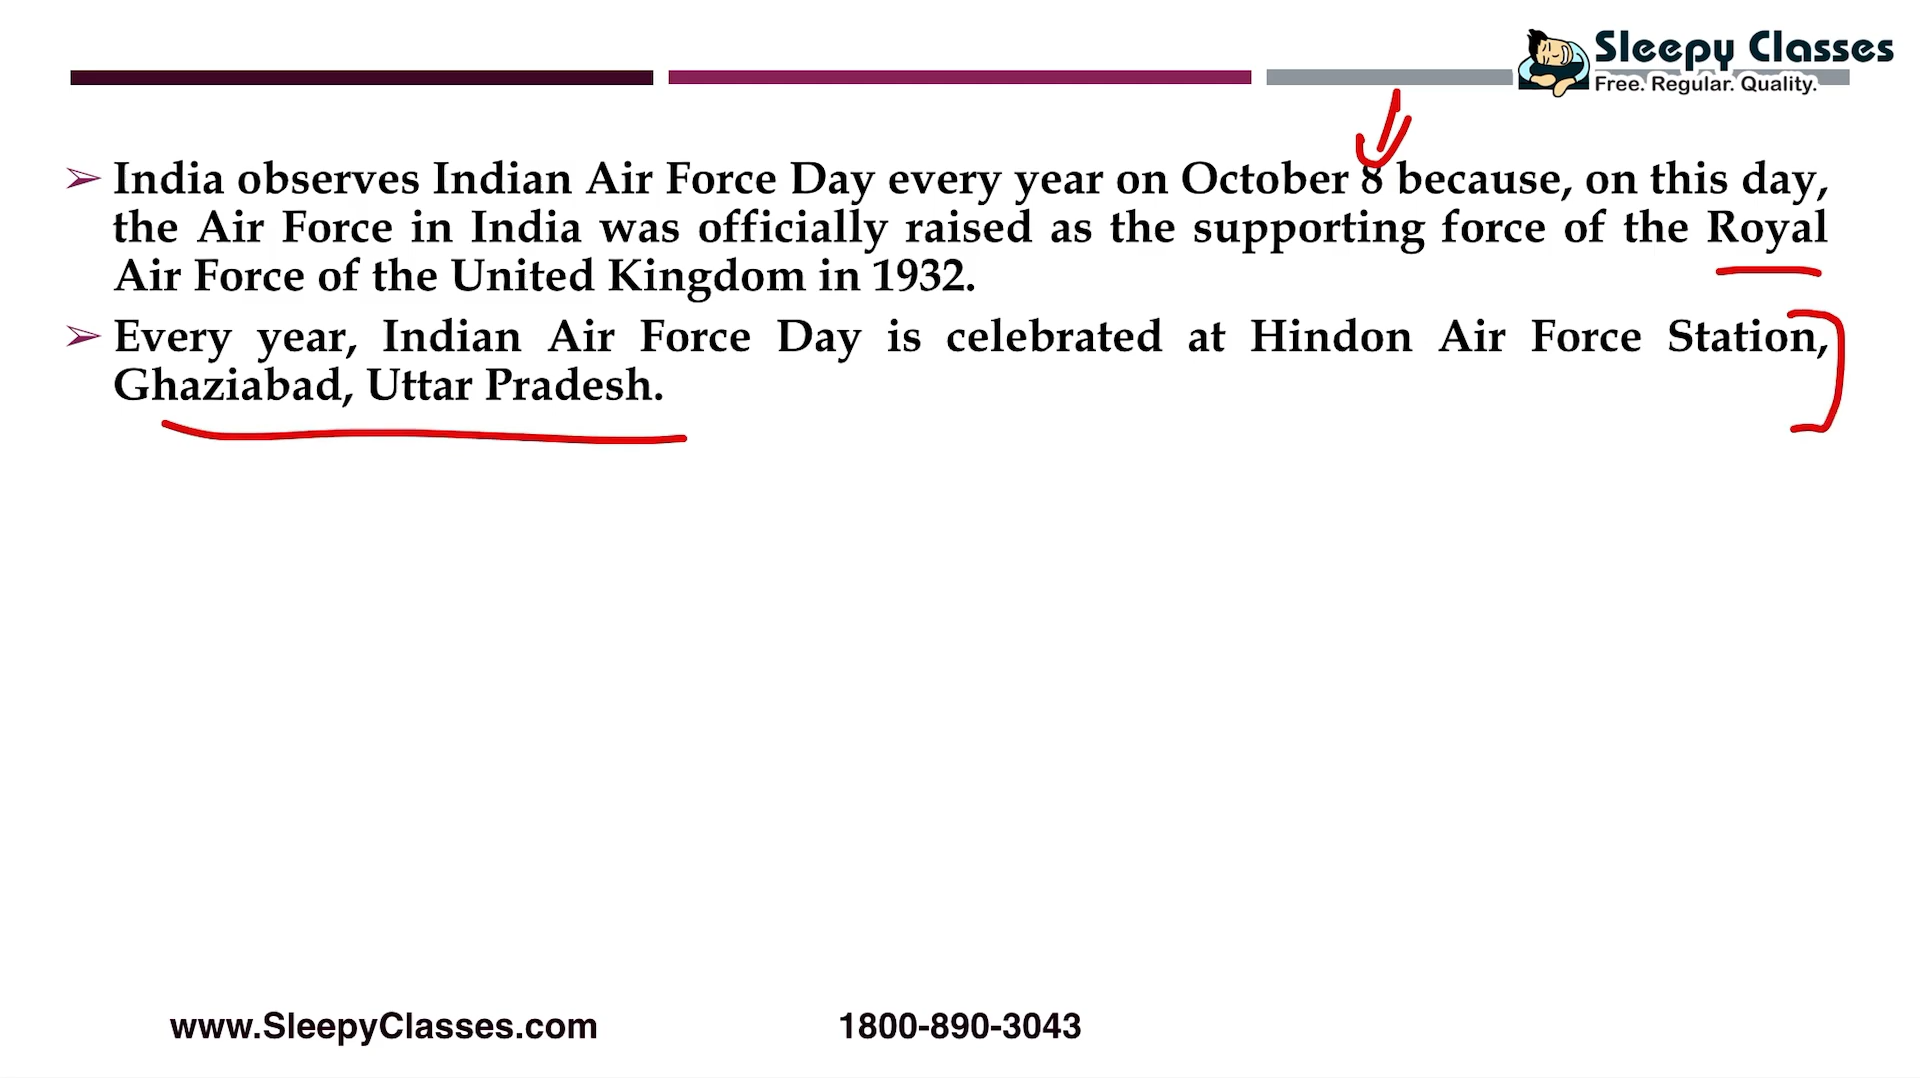 Sleepy Classes
Free. Regular. Quality.
➢ India observes Indian Air Force Day every year on October 8 because, on this day,
the Air Force in India was officially raised as the supporting force of the Royal
Air Force of the United Kingdom in 1932.
➢ Every year, Indian Air Force Day is celebrated at Hindon Air Force Station,
Ghaziabad, Uttar Pradesh.
www.SleepyClasses.com
1800-890-3043